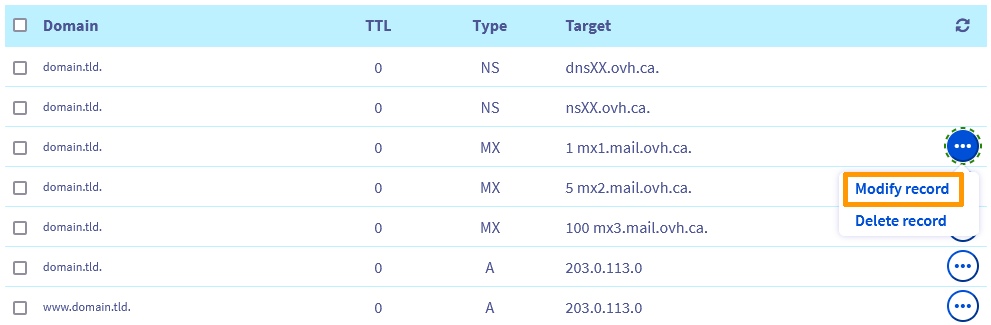 Domain TTL Type Target
domain.tld. 0 NS dnsXX.ovh.ca.
domain.tld. 0 NS nsXX.ovh.ca.
domain.tld. 0 MX 1 mx1.mail.ovh.ca.
domain.tld. 0 MX 5 mx2.mail.ovh.ca.
Modify record
domain.tld. 0 MX 100 mx3.mail.ovh.ca.
Delete record
domain.tld. 0 A 203.0.113.0
www.domain.tld. 0 A 203.0.113.0